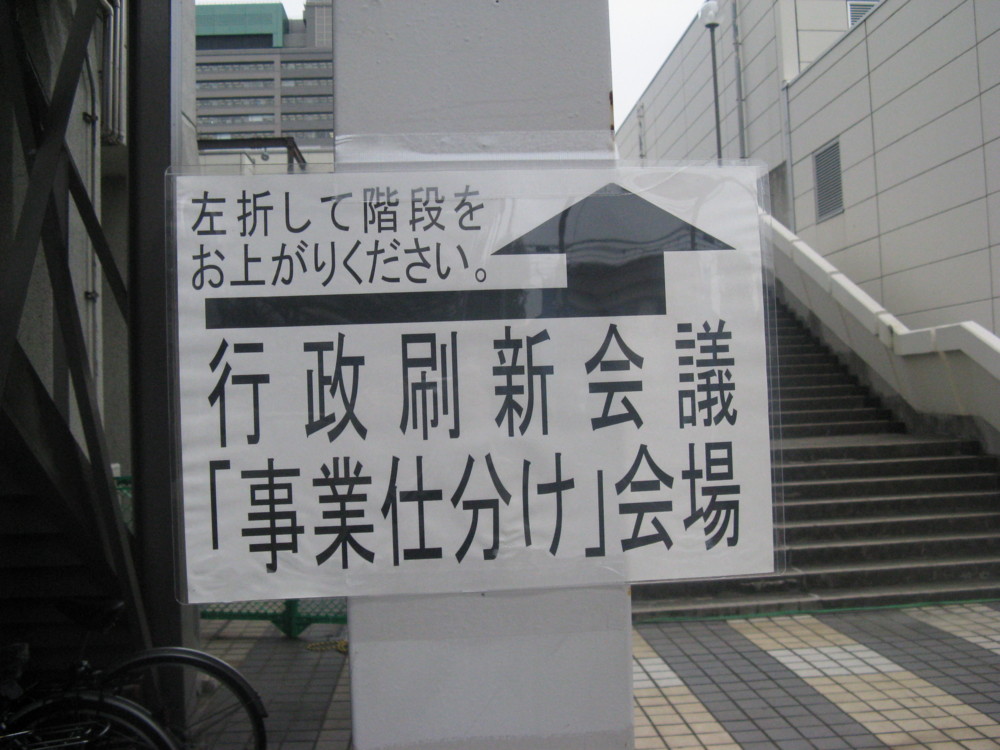 左折して階段を
お上がりください。
行政刷新会議
「事業仕分け」会場